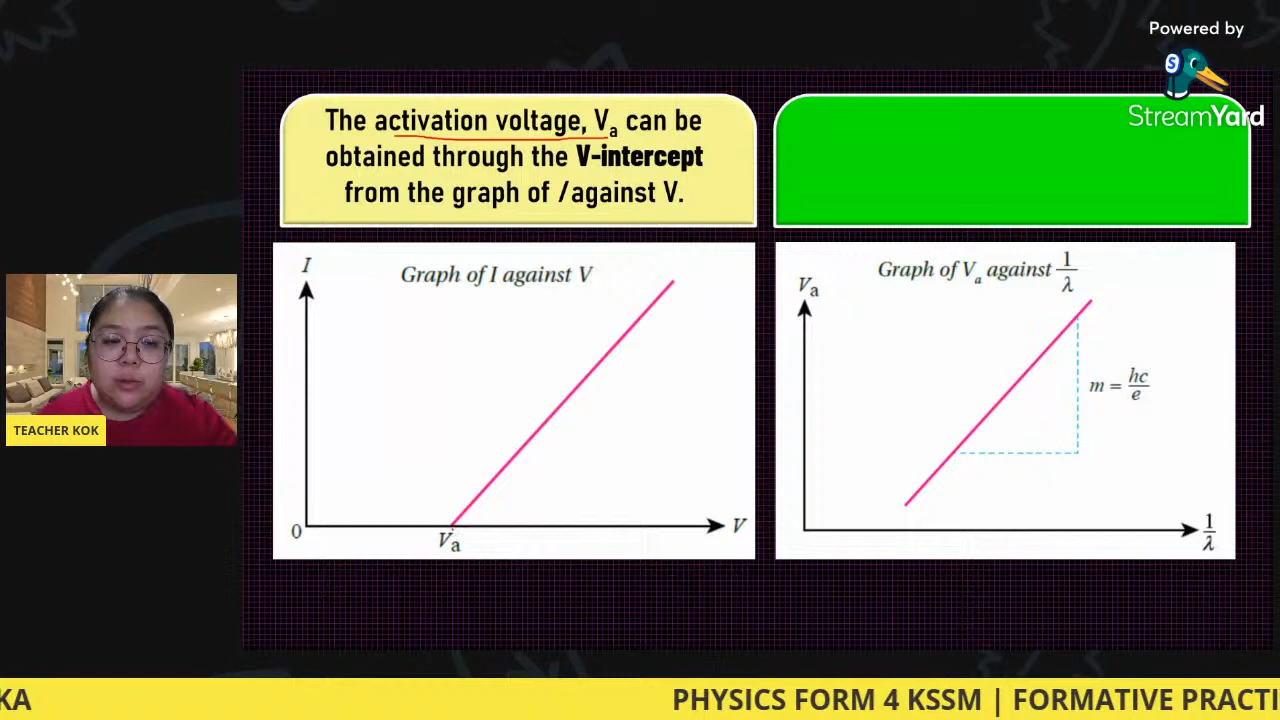 Powered by
StreamYard
The activation voltage, Va can be
obtained through the V-intercept
from the graph of I against V.
I
Graph of I against V
0
Va
V
Va
Graph of Va against 1/λ
m = hc/e
1/λ
TEACHER KOK
KA
PHYSICS FORM 4 KSSM | FORMATIVE PRACTI